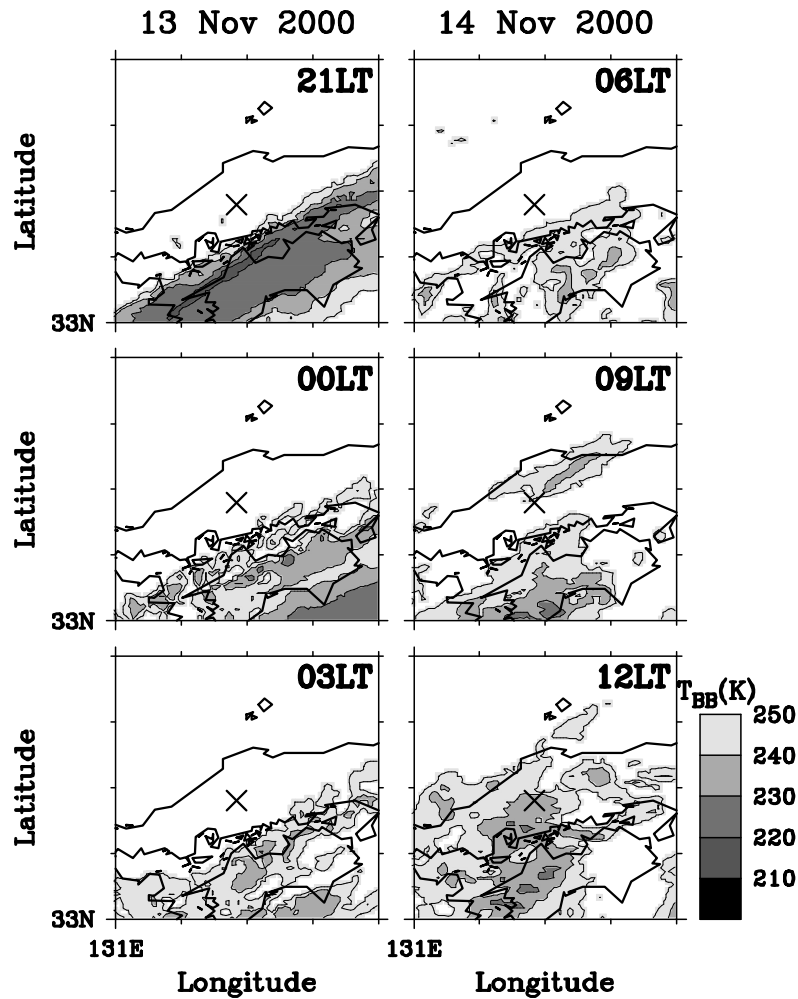 13 Nov 2000
14 Nov 2000
21LT
06LT
Latitude
33N
00LT
09LT
Latitude
33N
03LT
12LT
Latitude
33N
131E
131E
Longitude
Longitude
TBB(K)
250
240
230
220
210